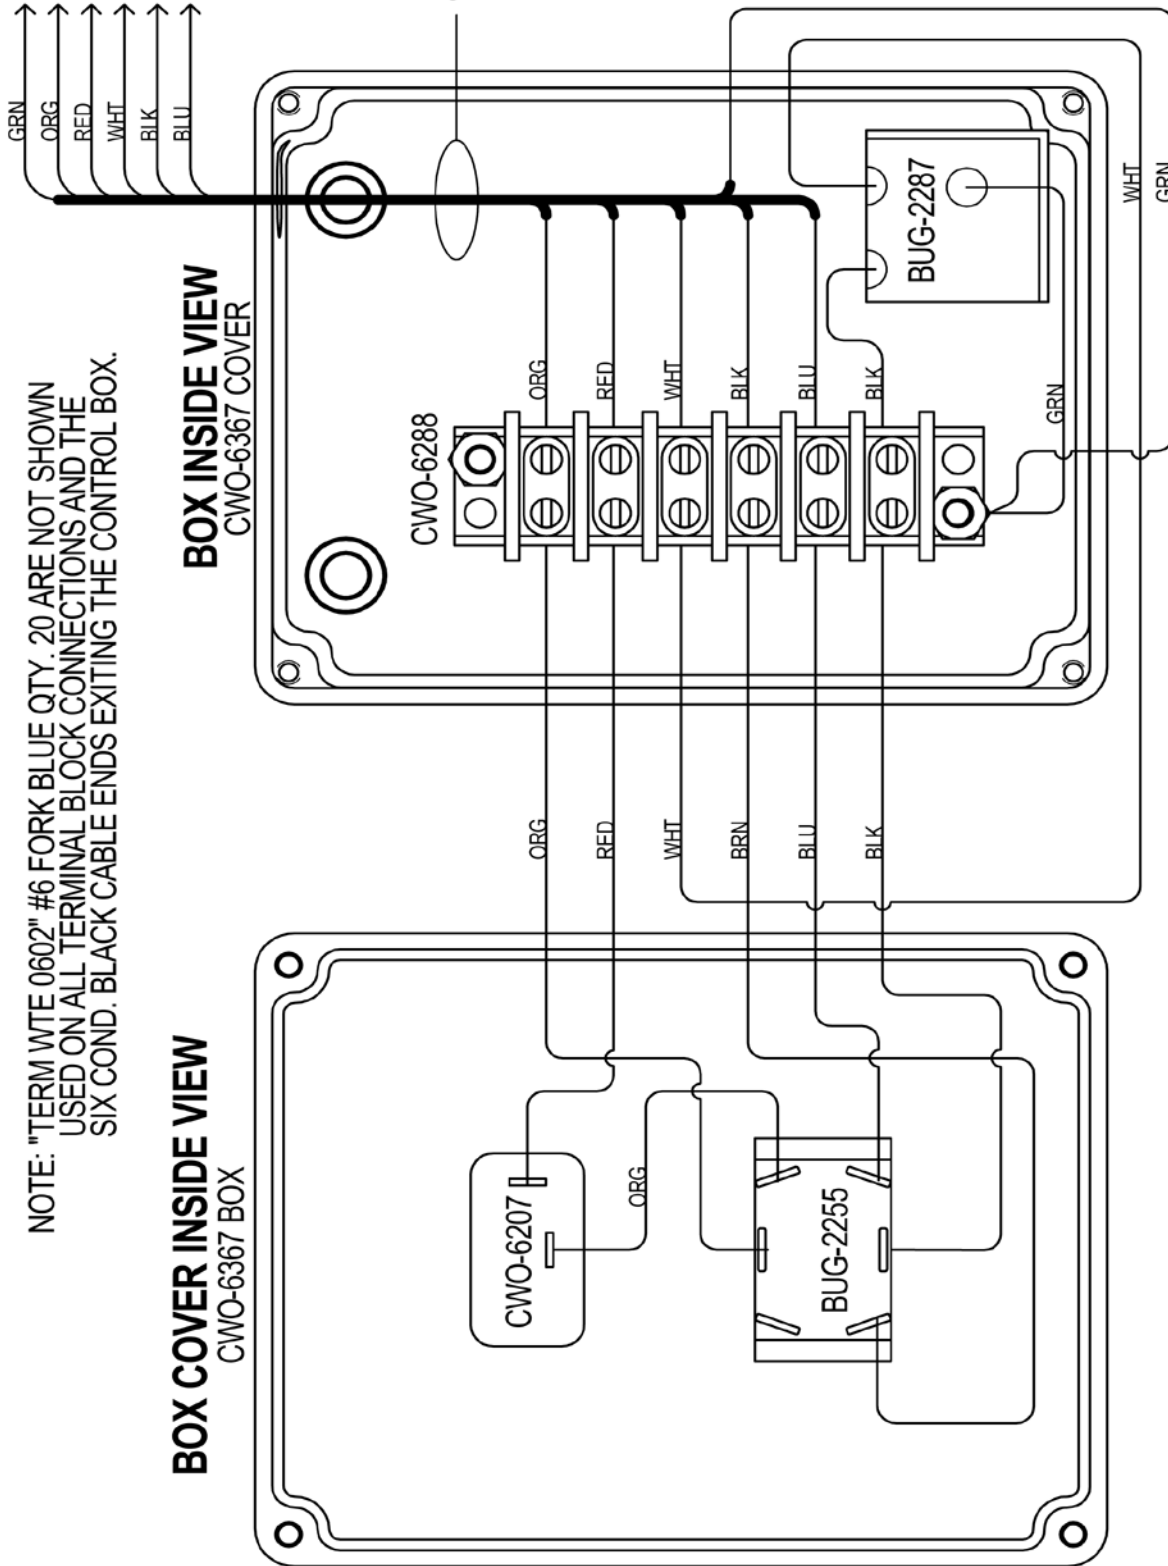 NOTE: "TERM WTE 0602" #6 FORK BLUE QTY. 20 ARE NOT SHOWN
USED ON ALL TERMINAL BLOCK CONNECTIONS AND THE
SIX COND. BLACK CABLE ENDS EXITING THE CONTROL BOX.
BOX COVER INSIDE VIEW
CWO-6367 BOX
BOX INSIDE VIEW
CWO-6367 COVER
GRN
ORG
RED
WHT
BLK
BLU
CWO-6288
ORG
RED
WHT
BLK
BLU
BLK
BUG-2287
GRN
WHT
GRN
ORG
RED
WHT
BRN
BLU
BLK
CWO-6207
ORG
BUG-2255